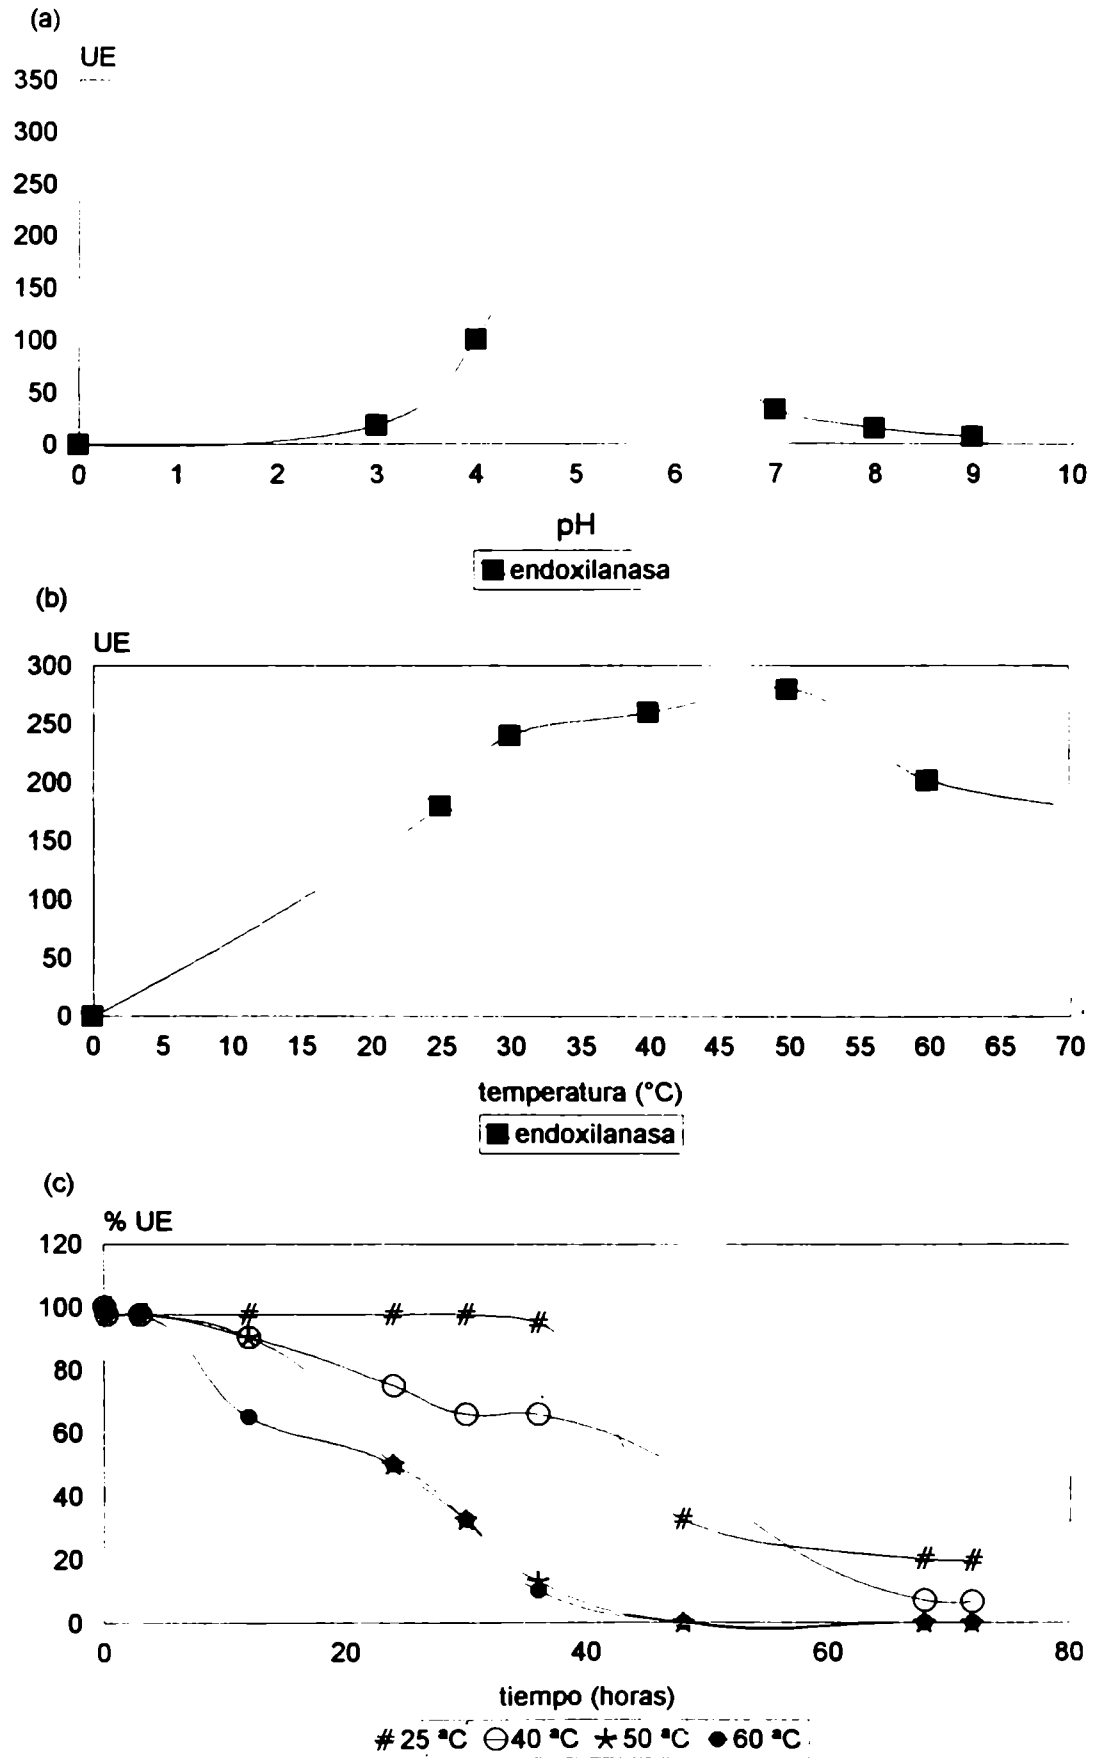 (a)
UE
350
300
250
200
150
100
50
0
0 1 2 3 4 5 6 7 8 9 10
pH
endoxilanasa
(b)
UE
300
250
200
150
100
50
0
0 5 10 15 20 25 30 35 40 45 50 55 60 65 70
temperatura (°C)
endoxilanasa
(c)
% UE
120
100
80
60
40
20
0
0 20 40 60 80
tiempo (horas)
25 ªC 40 ªC 50 ªC 60 ªC